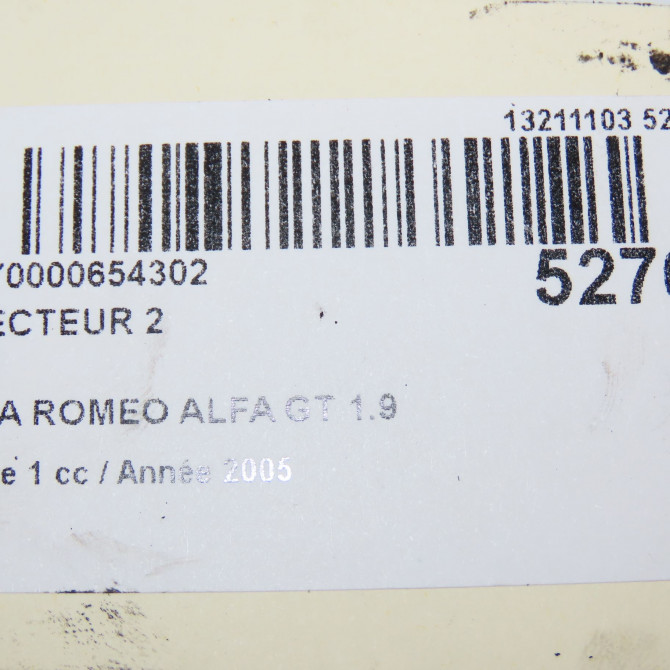 13211103 52
70000654302
5270
ECTEUR 2
A ROMEO ALFA GT 1.9
e 1 cc / Année 2005